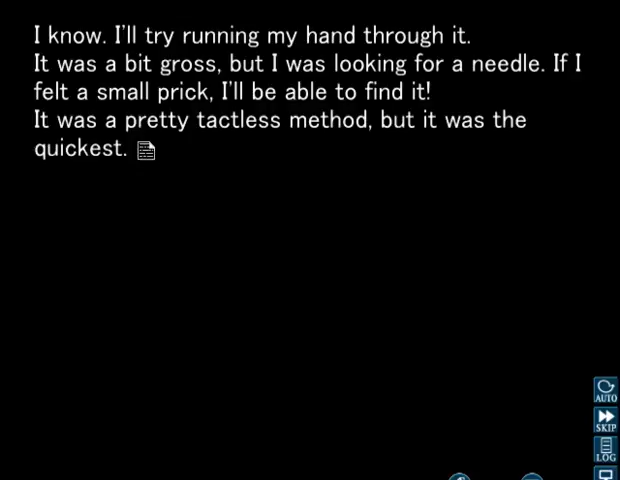 I know. I'll try running my hand through it.
It was a bit gross, but I was looking for a needle. If I
felt a small prick, I'll be able to find it!
It was a pretty tactless method, but it was the
quickest.
AUTO
SKIP
LOG